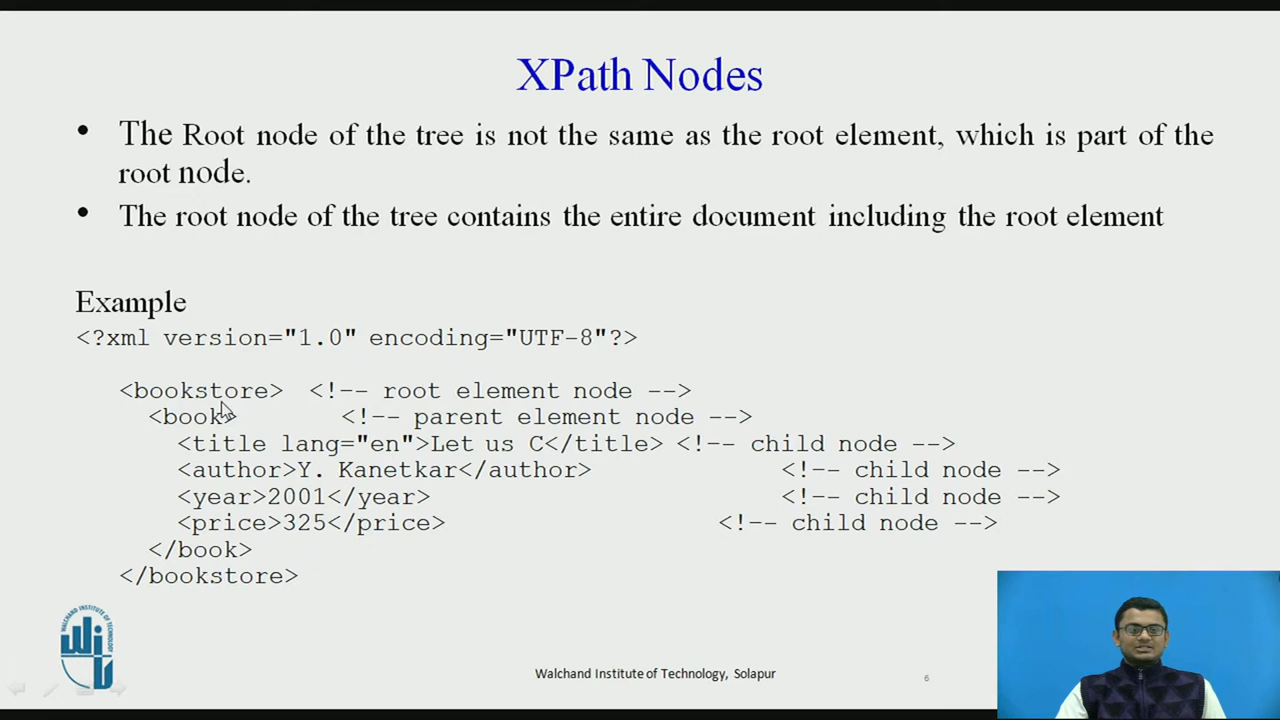 XPath Nodes
• The Root node of the tree is not the same as the root element, which is part of the
root node.
• The root node of the tree contains the entire document including the root element
Example
<?xml version="1.0" encoding="UTF-8"?>
<bookstore> <!-- root element node -->
<book> <!-- parent element node -->
<title lang="en">Let us C</title> <!-- child node -->
<author>Y. Kanetkar</author> <!-- child node -->
<year>2001</year> <!-- child node -->
<price>325</price> <!-- child node -->
</book>
</bookstore>
WALCHAND INSTITUTE OF TECHNOLOGY
Walchand Institute of Technology, Solapur
6